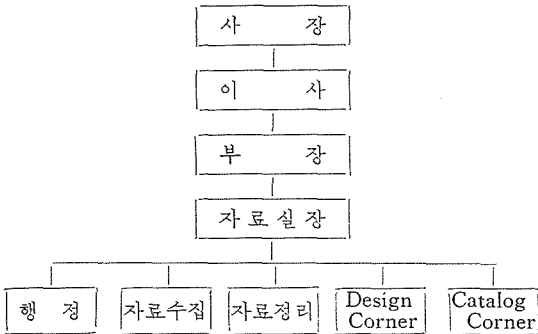 사 장
이 사
부 장
자료실장
행 정 자료수집 자료정리 Design Corner Catalog Corner